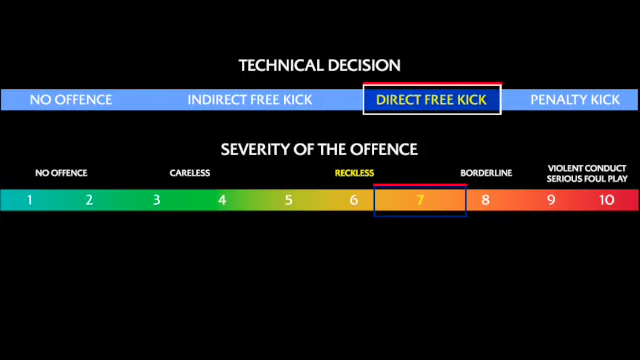 TECHNICAL DECISION
NO OFFENCE INDIRECT FREE KICK DIRECT FREE KICK PENALTY KICK
SEVERITY OF THE OFFENCE
NO OFFENCE CARELESS RECKLESS BORDERLINE VIOLENT CONDUCT
SERIOUS FOUL PLAY
1 2 3 4 5 6 7 8 9 10